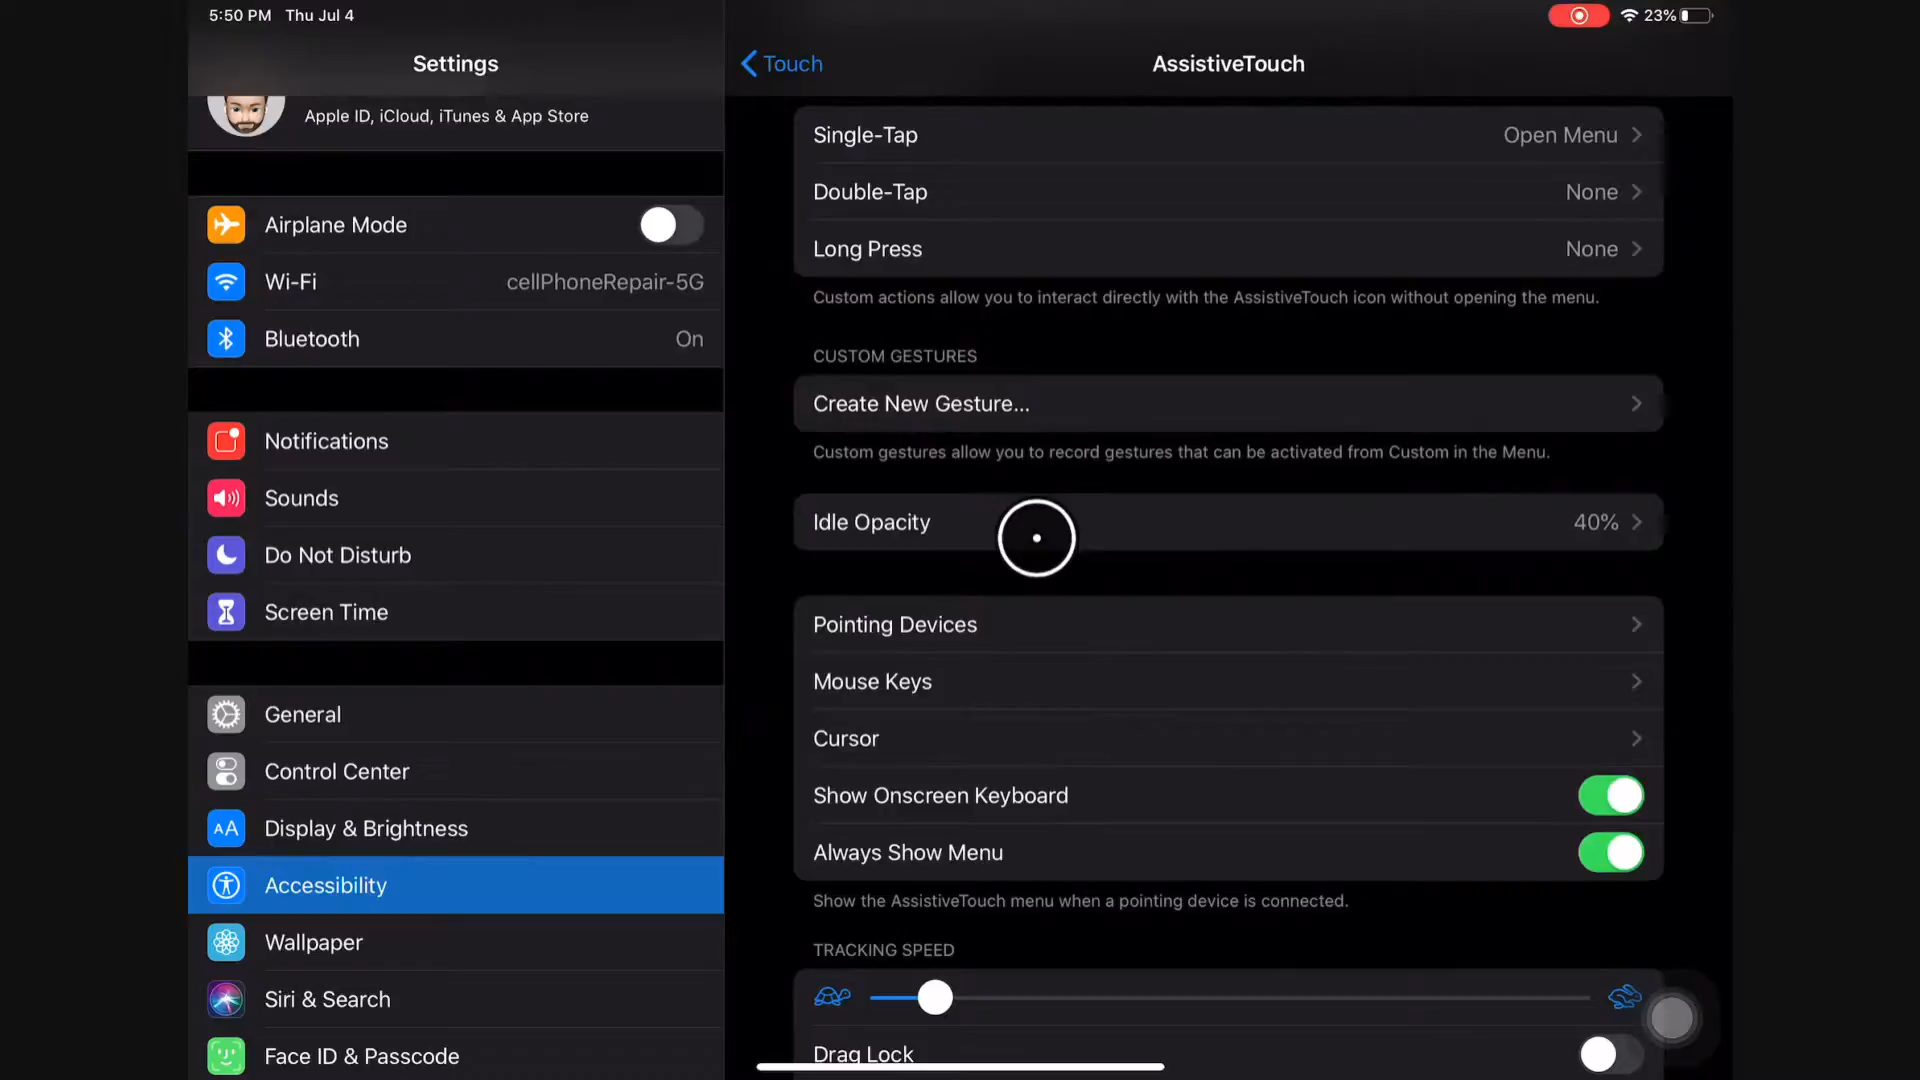 5:50 PM Thu Jul 4
23%
Settings
Apple ID, iCloud, iTunes & App Store
Airplane Mode
Wi-Fi cellPhoneRepair-5G
Bluetooth On
Notifications
Sounds
Do Not Disturb
Screen Time
General
Control Center
AA Display & Brightness
Accessibility
Wallpaper
Siri & Search
Face ID & Passcode
Touch
AssistiveTouch
Single-Tap Open Menu
Double-Tap None
Long Press None
Custom actions allow you to interact directly with the AssistiveTouch icon without opening the menu.
CUSTOM GESTURES
Create New Gesture...
Custom gestures allow you to record gestures that can be activated from Custom in the Menu.
Idle Opacity 40%
Pointing Devices
Mouse Keys
Cursor
Show Onscreen Keyboard
Always Show Menu
Show the AssistiveTouch menu when a pointing device is connected.
TRACKING SPEED
Drag Lock